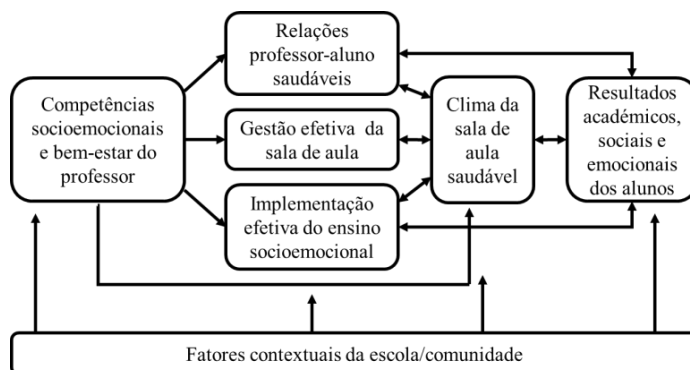 Competências
socioemocionais
e bem-estar do
professor
Relações
professor-aluno
saudáveis
Gestão efetiva da
sala de aula
Implementação
efetiva do ensino
socioemocional
Clima da
sala de
aula
saudável
Resultados
académicos,
sociais e
emocionais
dos alunos
Fatores contextuais da escola/comunidade